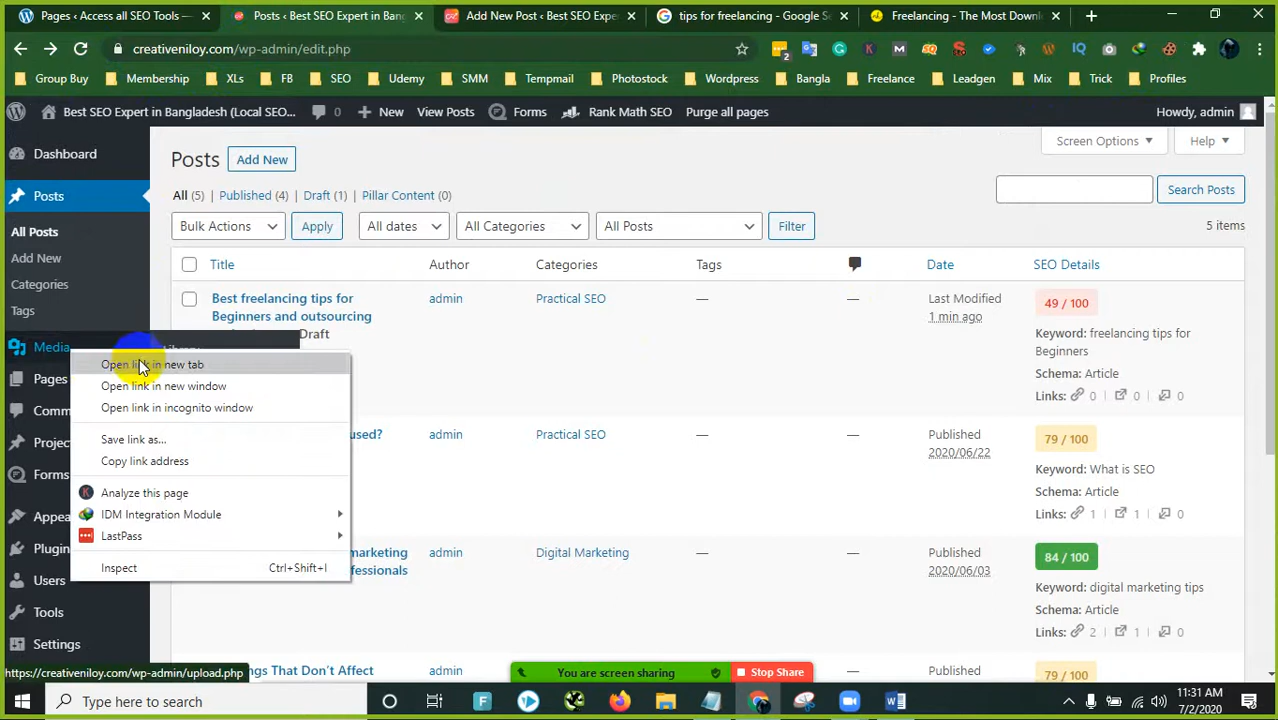 Pubblicità Pages ‹ Access all SEO Tools –
Posts ‹ Best SEO Expert in Bang
Add New Post ‹ Best SEO Expe
tips for freelancing - Google Se
Freelancing - The Most Downl
creativeniloy.com/wp-admin/edit.php
2
Group Buy
Membership
XLs
FB
SEO
Udemy
SMM
Tempmail
Photostock
Wordpress
Bangla
Freelance
Leadgen
Mix
Trick
Profiles
Best SEO Expert in Bangladesh (Local SEO...
0
New
View Posts
Forms
Rank Math SEO
Purge all pages
Howdy, admin
Dashboard
Posts
All Posts
Add New
Categories
Tags
Media
Pages
Comm
Projec
Forms
Appea
Plugin
Users
Tools
Settings
Open link in new tab
Open link in new window
Open link in incognito window
Save link as...
Copy link address
Analyze this page
IDM Integration Module
LastPass
Inspect Ctrl+Shift+I
Posts Add New
Screen Options
Help
All (5) | Published (4) | Draft (1) | Pillar Content (0)
Search Posts
Bulk Actions
Apply
All dates
All Categories
All Posts
Filter
5 items
Title
Author
Categories
Tags
Date
SEO Details
Best freelancing tips for
Beginners and outsourcing
Draft
admin
Practical SEO
—
—
Last Modified
1 min ago
49 / 100
Keyword: freelancing tips for
Beginners
Schema: Article
Links: 0 | 0 | 0
used?
admin
Practical SEO
—
—
Published
2020/06/22
79 / 100
Keyword: What is SEO
Schema: Article
Links: 1 | 1 | 0
marketing
ofessionals
admin
Digital Marketing
—
—
Published
2020/06/03
84 / 100
Keyword: digital marketing tips
Schema: Article
Links: 2 | 1 | 0
ngs That Don't Affect
admin
Practical SEO
—
—
Published
79 / 100
https://creativeniloy.com/wp-admin/upload.php
You are screen sharing
Stop Share
Type here to search
F
11:31 AM
7/2/2020